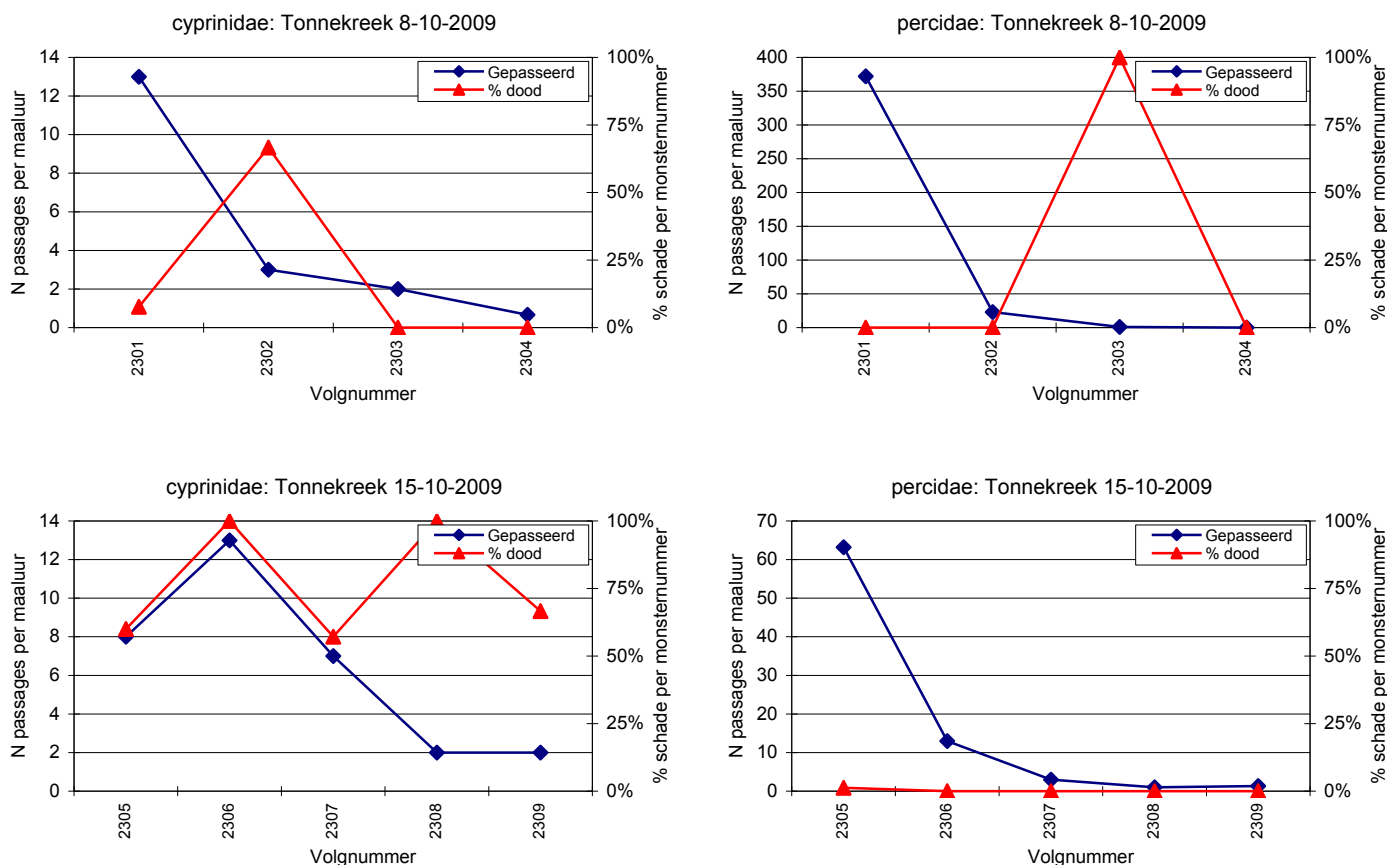 cyprinidae: Tonnekreek 8-10-2009
N passages per maaluur
14
12
10
8
6
4
2
0
Gepasseerd
% dood
100%
75%
50%
25%
0%
% schade per monsternummer
2301
2302
2303
2304
Volgnummer
percidae: Tonnekreek 8-10-2009
N passages per maaluur
400
350
300
250
200
150
100
50
0
Gepasseerd
% dood
100%
75%
50%
25%
0%
% schade per monsternummer
2301
2302
2303
2304
Volgnummer
cyprinidae: Tonnekreek 15-10-2009
N passages per maaluur
14
12
10
8
6
4
2
0
Gepasseerd
% dood
100%
75%
50%
25%
0%
% schade per monsternummer
2305
2306
2307
2308
2309
Volgnummer
percidae: Tonnekreek 15-10-2009
N passages per maaluur
70
60
50
40
30
20
10
0
Gepasseerd
% dood
100%
75%
50%
25%
0%
% schade per monsternummer
2305
2306
2307
2308
2309
Volgnummer